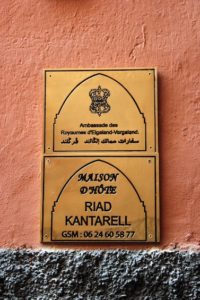 Ambassade des
Royaumes d'Elgaland-Vargaland.
MAISON
D'HÔTE
RIAD
KANTARELL
GSM : 06 24 60 58 77